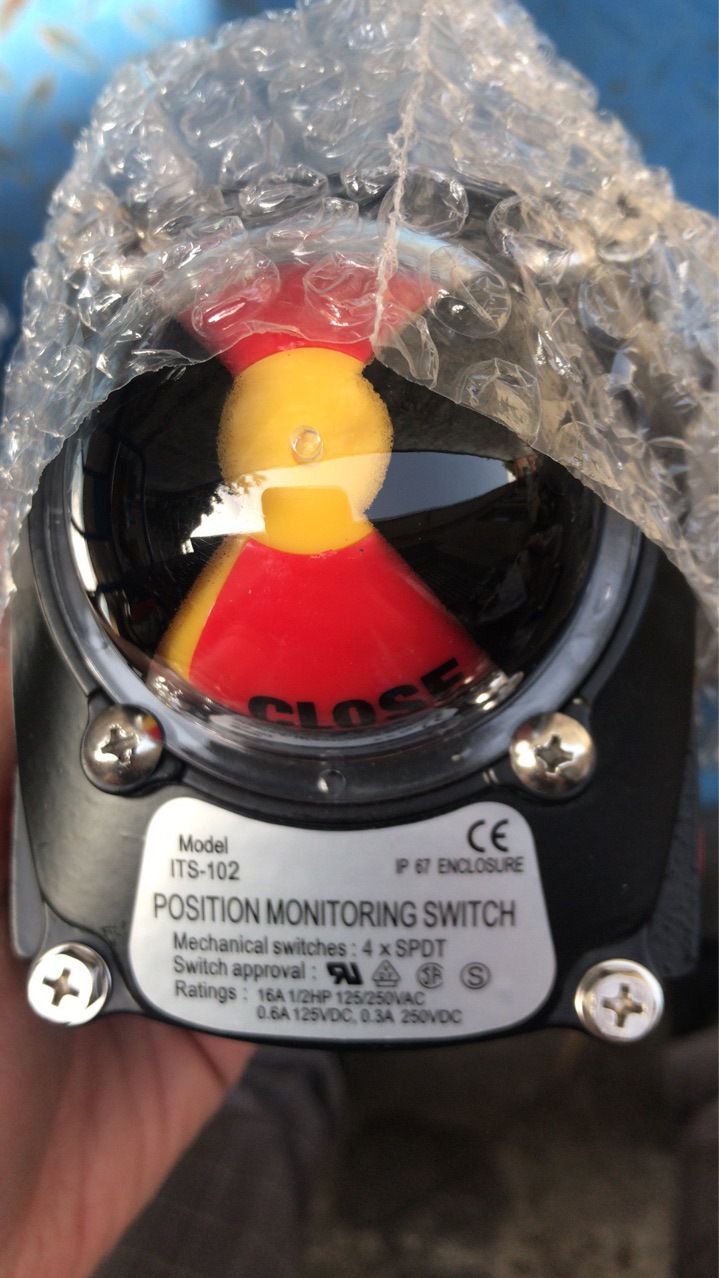 CLOSE
Model
ITS-102
CE
IP 67 ENCLOSURE
POSITION MONITORING SWITCH
Mechanical switches : 4 x SPDT
Switch approval :
Ratings : 16A 1/2HP 125/250VAC
0.6A 125VDC, 0.3A 250VDC